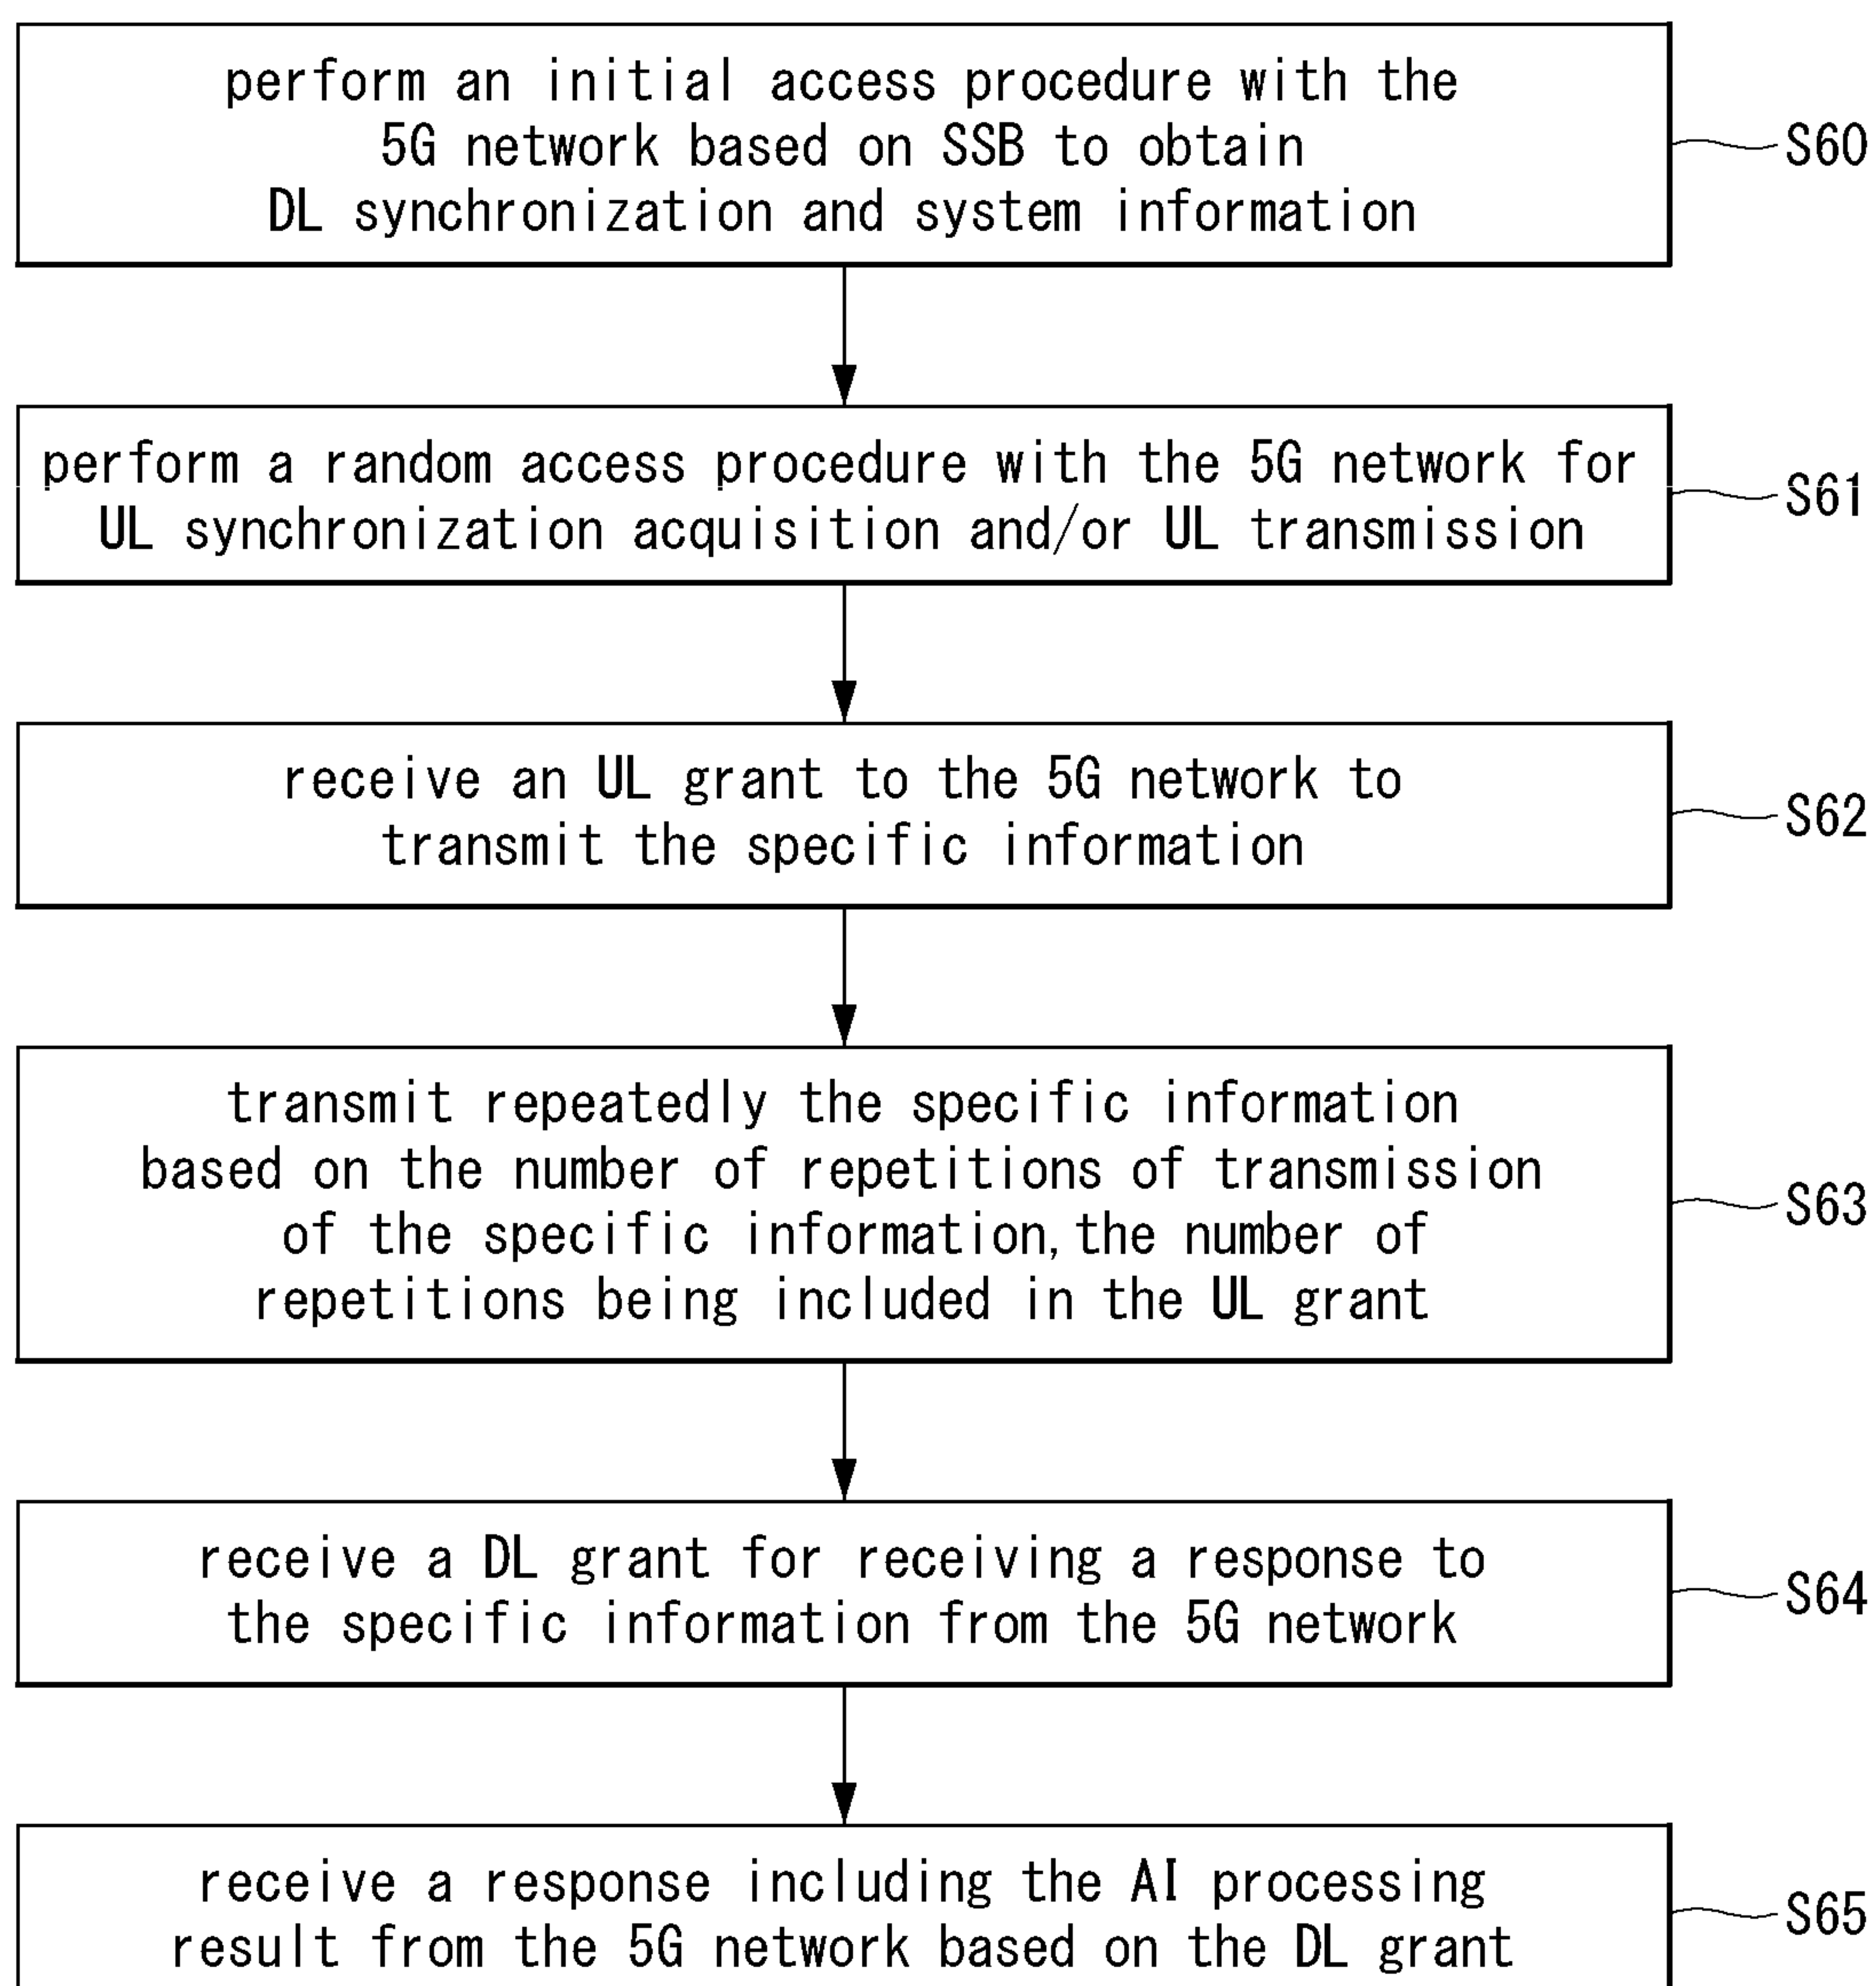 perform an initial access procedure with the
5G network based on SSB to obtain
DL synchronization and system information
S60
perform a random access procedure with the 5G network for
UL synchronization acquisition and/or UL transmission
S61
receive an UL grant to the 5G network to
transmit the specific information
S62
transmit repeatedly the specific information
based on the number of repetitions of transmission
of the specific information, the number of
repetitions being included in the UL grant
S63
receive a DL grant for receiving a response to
the specific information from the 5G network
S64
receive a response including the AI processing
result from the 5G network based on the DL grant
S65